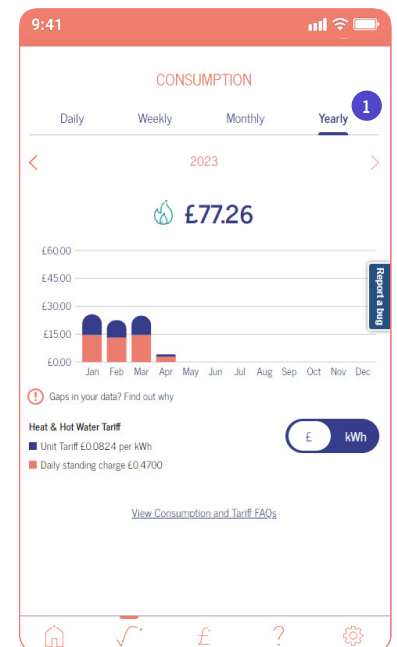 9:41
CONSUMPTION
Daily Weekly Monthly Yearly 1
2023
£77.26
£60.00
£45.00
£30.00
£15.00
£0.00
Jan Feb Mar Apr May Jun Jul Aug Sep Oct Nov Dec
Report a bug
Gaps in your data? Find out why
Heat & Hot Water Tariff
Unit Tariff £0.0824 per kWh
Daily standing charge £0.4700
£ kWh
View Consumption and Tariff FAQs
£ ?